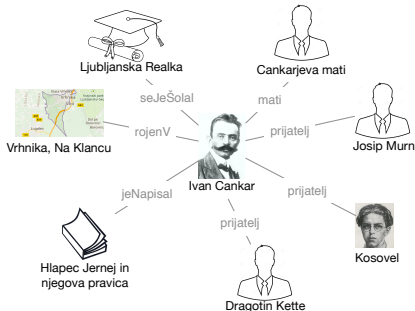 Ljubljanska Realka
Cankarjeva mati
seJeŠolal
mati
rojenV
prijatelj
Vrhnika, Na Klancu
Josip Murn
Ivan Cankar
jeNapisal
prijatelj
prijatelj
Kosovel
Hlapec Jernej in
njegova pravica
Dragotin Kette